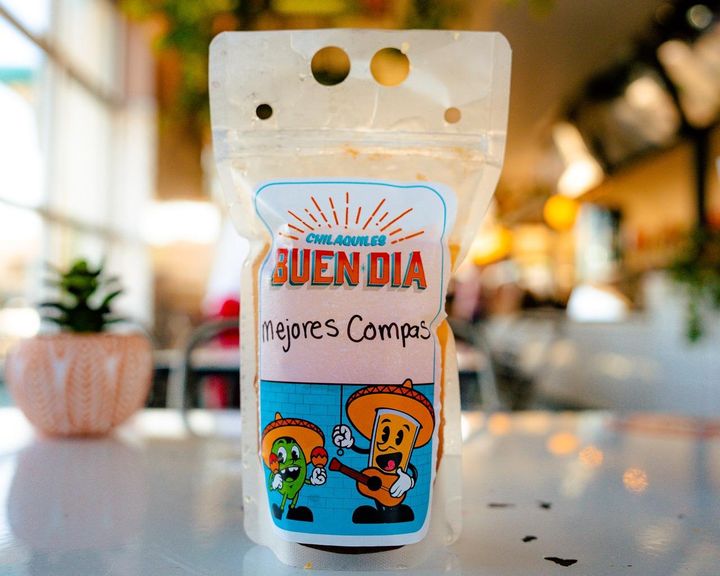 CHILAQUILES
BUEN DIA
Mejores Compas